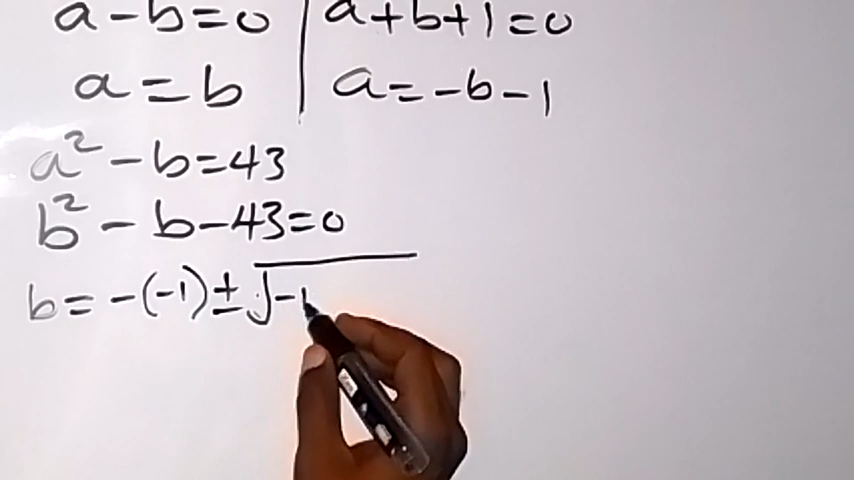 a - b = 0 | a + b + 1 = 0
a = b | a = -b - 1
a² - b = 43
b² - b - 43 = 0
b = -(-1) ± √-1